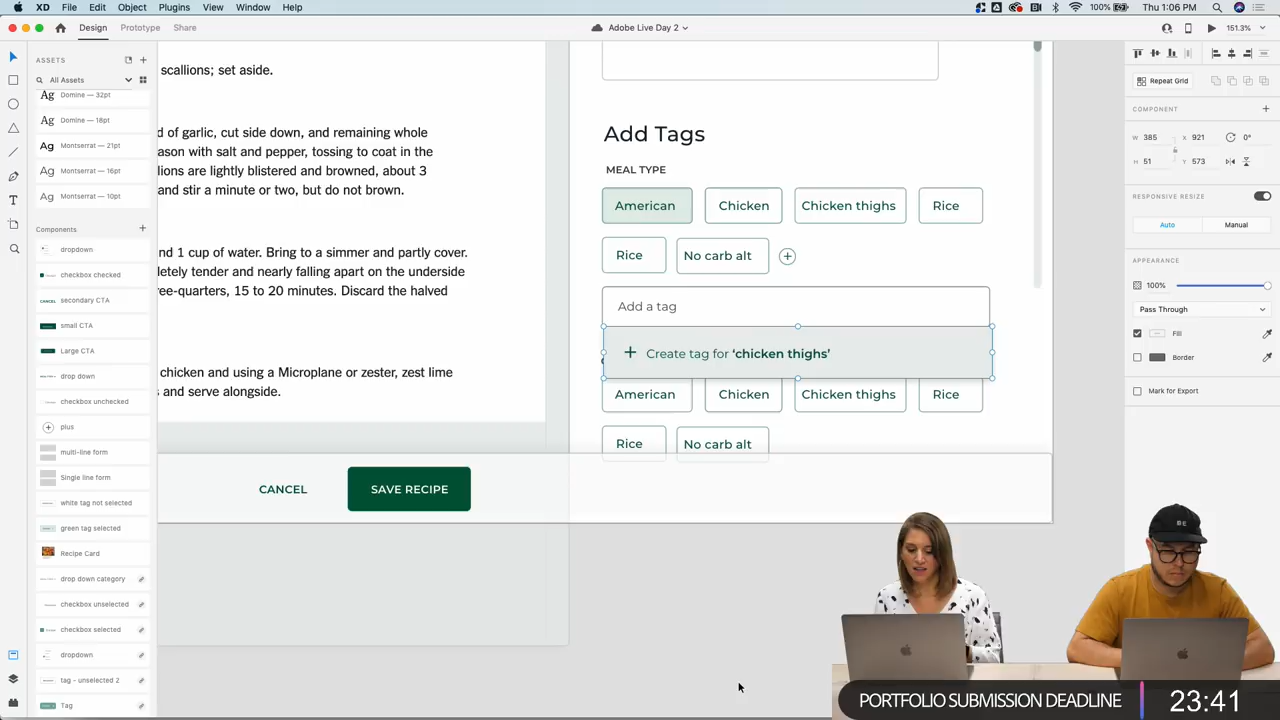 XD File Edit Object Plugins View Window Help 100% Thu 1:06 PM
Design Prototype Share Adobe Live Day 2 151.3%
ASSETS
All Assets
Ag Domine — 32pt
Ag Domine — 18pt
Ag Montserrat — 21pt
Ag Montserrat — 16pt
Ag Montserrat — 10pt
Components
dropdown
checkbox checked
CANCEL secondary CTA
small CTA
Large CTA
drop down
checkbox unchecked
plus
multi-line form
Single line form
white tag not selected
green tag selected
Recipe Card
drop down category
checkbox unselected
checkbox selected
dropdown
tag - unselected 2
Tag
scallions; set aside.
d of garlic, cut side down, and remaining whole
ason with salt and pepper, tossing to coat in the
lions are lightly blistered and browned, about 3
and stir a minute or two, but do not brown.
nd 1 cup of water. Bring to a simmer and partly cover.
pletely tender and nearly falling apart on the underside
ree-quarters, 15 to 20 minutes. Discard the halved
chicken and using a Microplane or zester, zest lime
s and serve alongside.
CANCEL SAVE RECIPE
Add Tags
MEAL TYPE
American Chicken Chicken thighs Rice
Rice No carb alt
Add a tag
+ Create tag for ‘chicken thighs’
American Chicken Chicken thighs Rice
Rice No carb alt
Repeat Grid
COMPONENT
W 385 X 921 0°
H 51 Y 573
RESPONSIVE RESIZE
Auto Manual
APPEARANCE
100%
Pass Through
Fill
Border
Mark for Export
BE
PORTFOLIO SUBMISSION DEADLINE 23:41